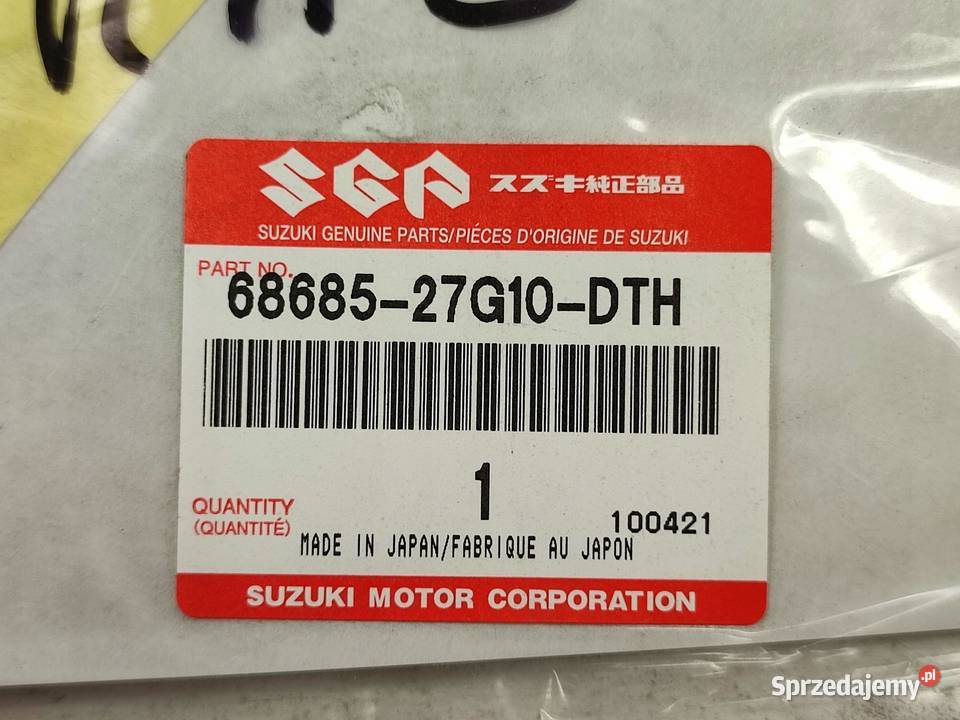 SGP スズキ純正部品
SUZUKI GENUINE PARTS/PIÉCES D'ORIGINE DE SUZUKI
PART NO.
68685-27G10-DTH
1
QUANTITY
(QUANTITÉ)
100421
MADE IN JAPAN/FABRIQUE AU JAPON
SUZUKI MOTOR CORPORATION
Sprzedajemy.pl